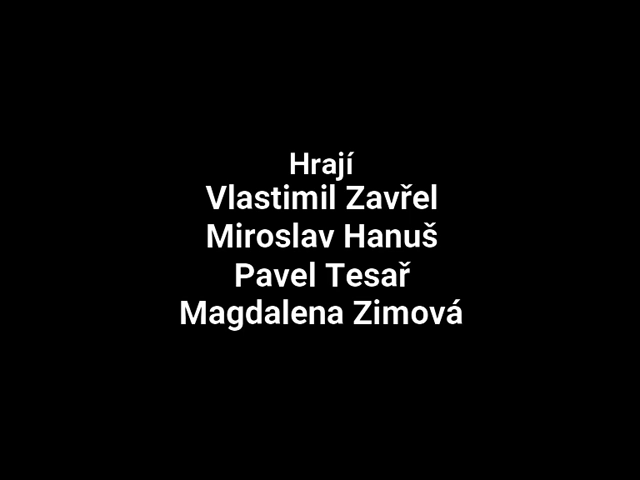 Hrají
Vlastimil Zavřel
Miroslav Hanuš
Pavel Tesař
Magdalena Zimová